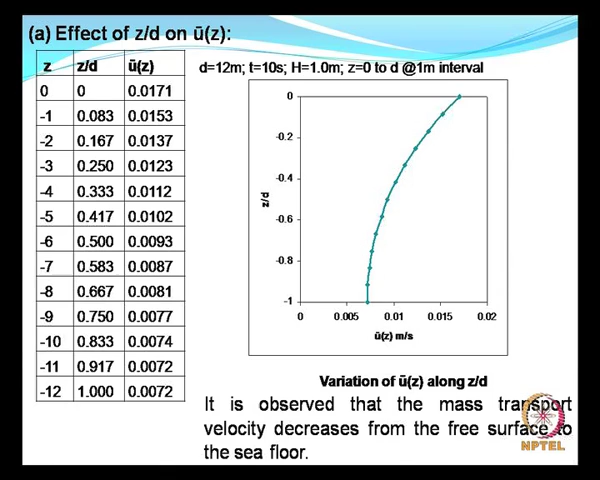 (a) Effect of z/d on ū(z):
z z/d ū(z)
0 0 0.0171
-1 0.083 0.0153
-2 0.167 0.0137
-3 0.250 0.0123
-4 0.333 0.0112
-5 0.417 0.0102
-6 0.500 0.0093
-7 0.583 0.0087
-8 0.667 0.0081
-9 0.750 0.0077
-10 0.833 0.0074
-11 0.917 0.0072
-12 1.000 0.0072
d=12m; t=10s; H=1.0m; z=0 to d @1m interval
0
-0.2
-0.4
-0.6
-0.8
-1
z/d
0 0.005 0.01 0.015 0.02
ū(z) m/s
Variation of ū(z) along z/d
It is observed that the mass transport
velocity decreases from the free surface to
the sea floor.
NPTEL